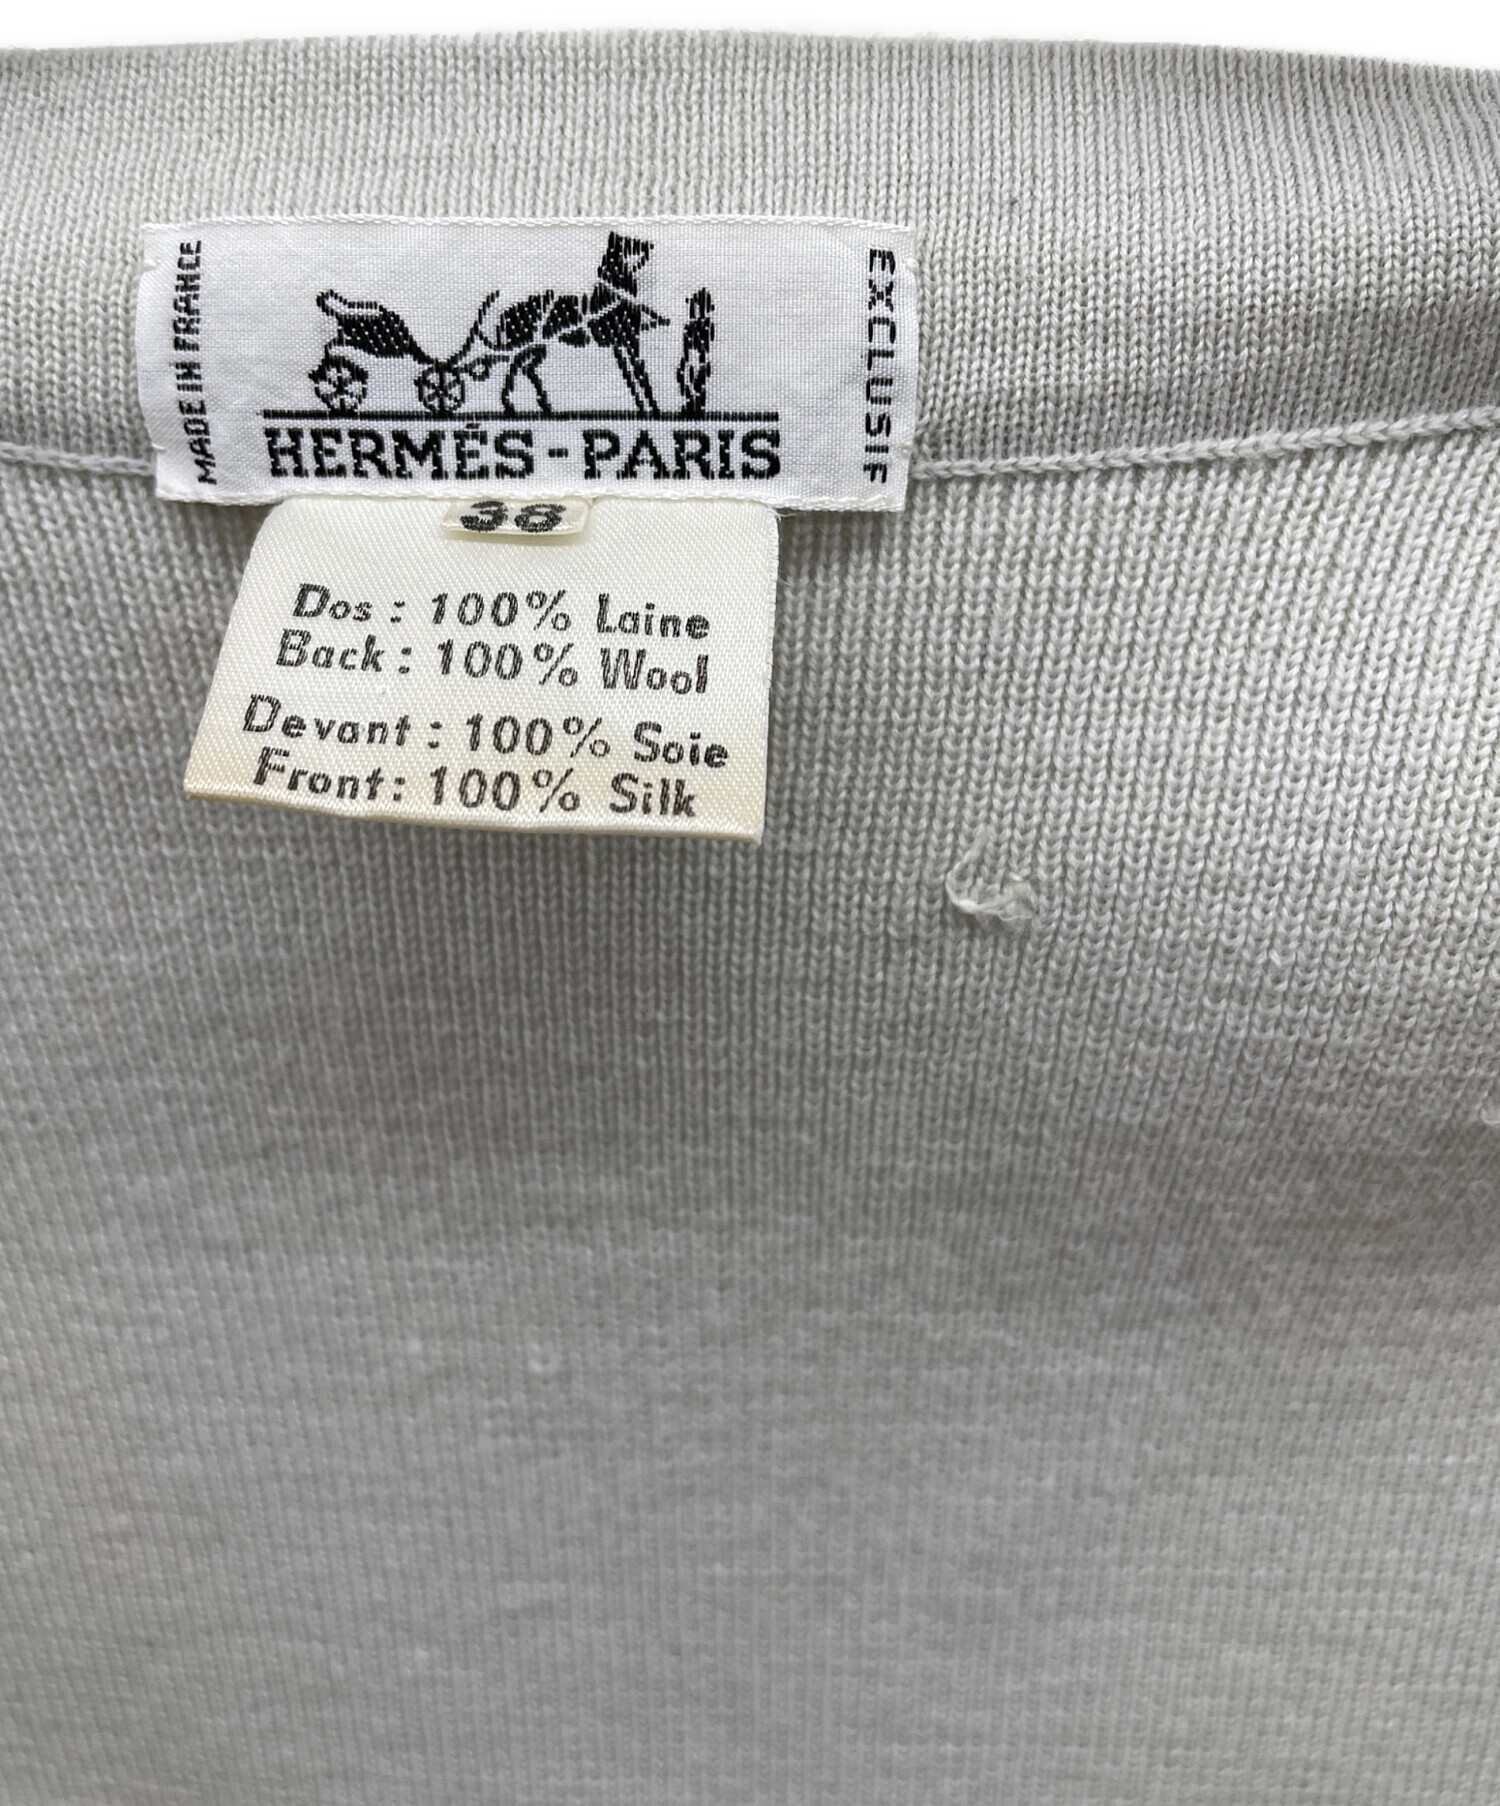 MADE IN FRANCE
HERMÈS-PARIS
EXCLUSIF
38
Dos : 100% Laine
Back : 100% Wool
Devant : 100% Soie
Front : 100% Silk